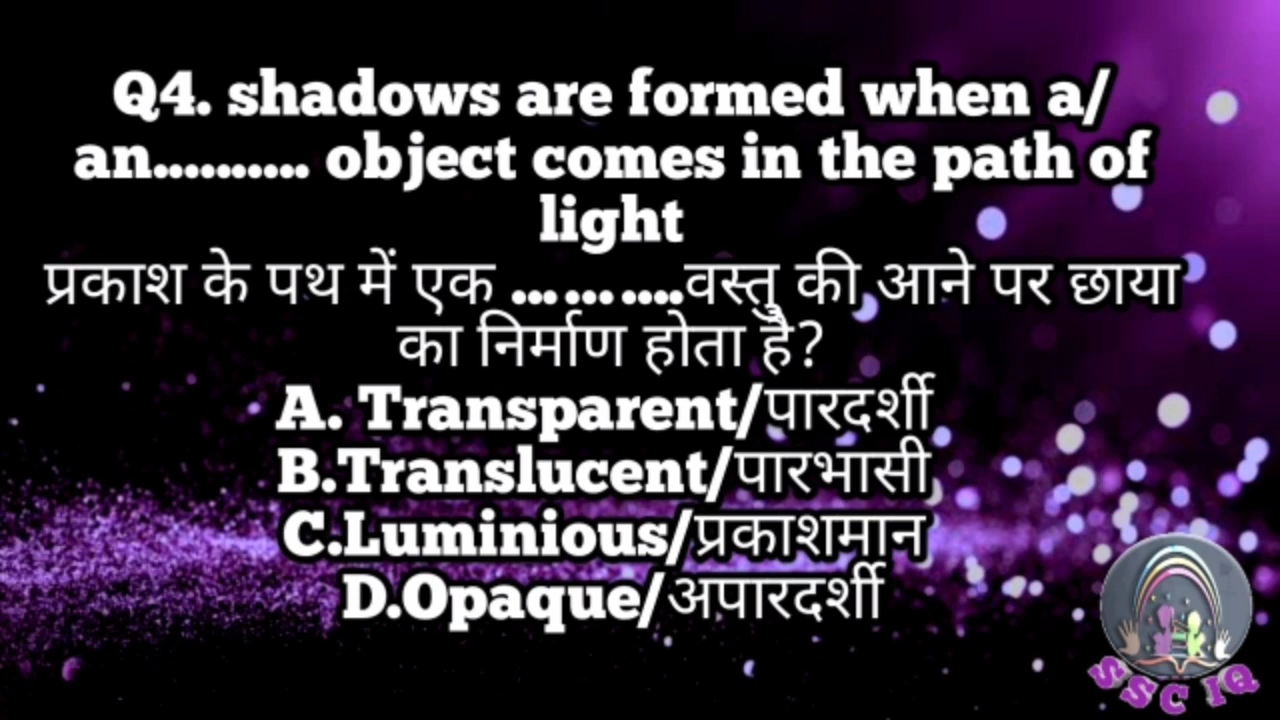 Q4. shadows are formed when a/
an.......... object comes in the path of
light
प्रकाश के पथ में एक ... ... ....वस्तु की आने पर छाया
का निर्माण होता है?
A. Transparent/पारदर्शी
B.Translucent/पारभासी
C.Luminious/प्रकाशमान
D.Opaque/अपारदर्शी
SSC IQ